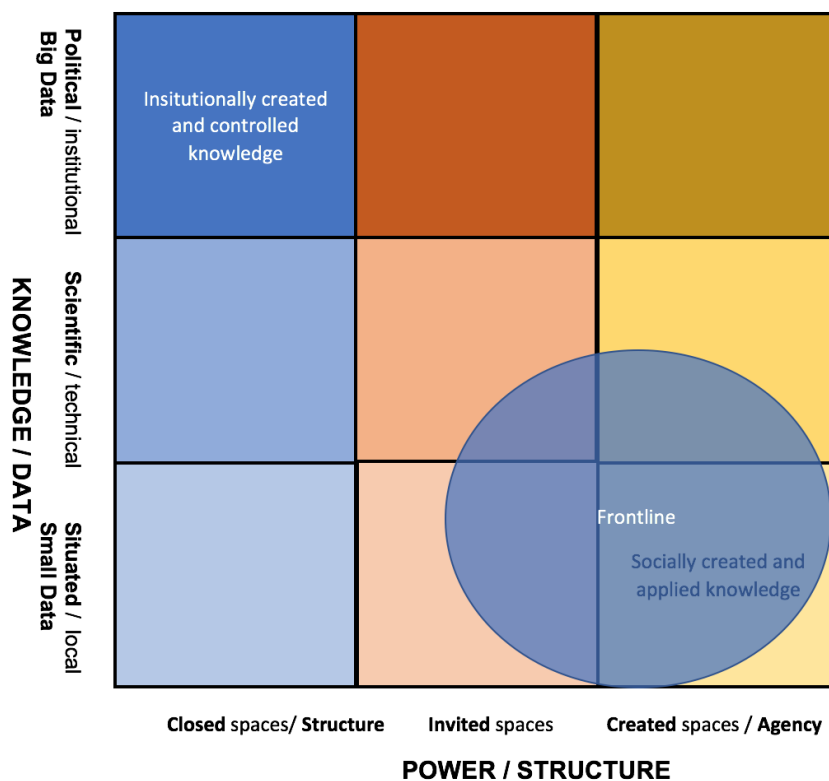 Political / institutional
Big Data
Insitutionally created
and controlled
knowledge
KNOWLEDGE / DATA
Scientific / technical
Situated / local
Small Data
Frontline
Socially created and
applied knowledge
Closed spaces/ Structure
Invited spaces
Created spaces / Agency
POWER / STRUCTURE